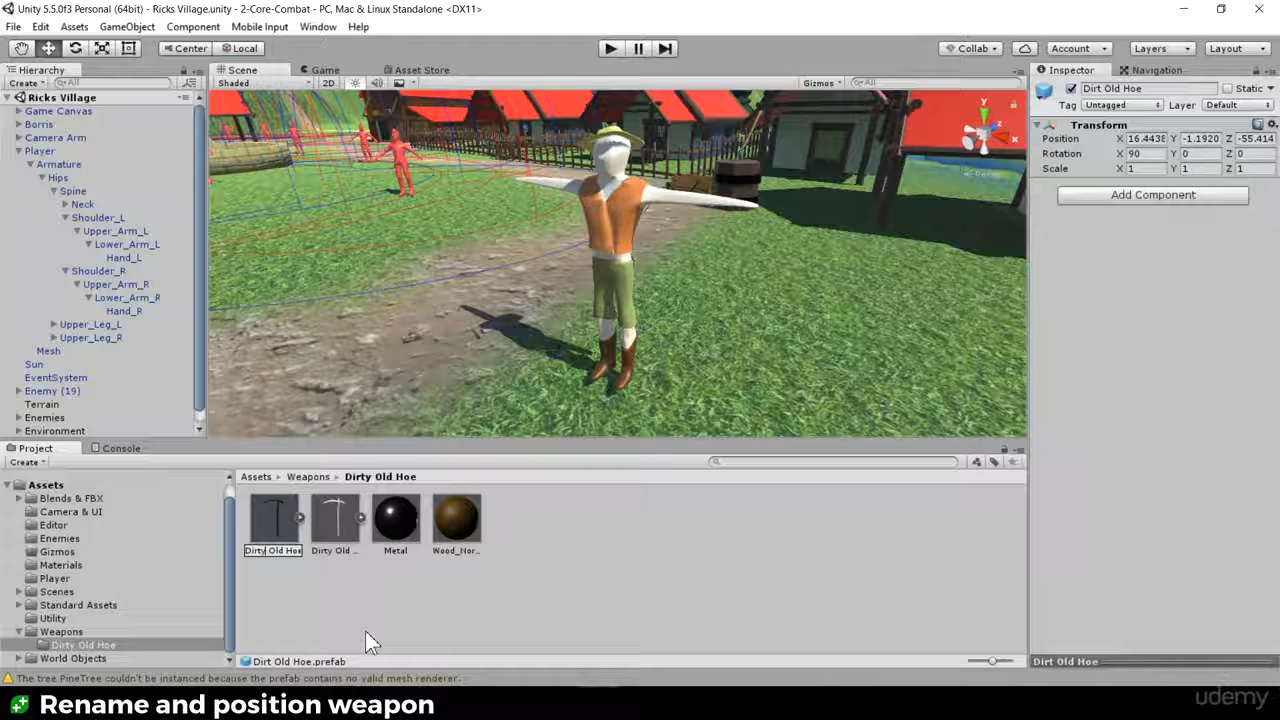 Unity 5.5.0f3 Personal (64bit) - Ricks Village.unity - 2-Core-Combat - PC, Mac & Linux Standalone <DX11>
File Edit Assets GameObject Component Mobile Input Window Help
Center Local Collab Account Layers Layout
Hierarchy Scene Game Asset Store Inspector Navigation
Create All Shaded 2D Gizmos All
Dirt Old Hoe Static
Tag Untagged Layer Default
Transform
Position X 16.4438 Y -1.1920 Z -55.414
Rotation X 90 Y 0 Z 0
Scale X 1 Y 1 Z 1
Add Component
Ricks Village
Game Canvas
Borris
Camera Arm
Player
Armature
Hips
Spine
Neck
Shoulder_L
Upper_Arm_L
Lower_Arm_L
Hand_L
Shoulder_R
Upper_Arm_R
Lower_Arm_R
Hand_R
Upper_Leg_L
Upper_Leg_R
Mesh
Sun
EventSystem
Enemy (19)
Terrain
Enemies
Environment
y
z
x
Project Console
Create
Assets
Blends & FBX
Camera & UI
Editor
Enemies
Gizmos
Materials
Player
Scenes
Standard Assets
Utility
Weapons
Dirty Old Hoe
World Objects
Assets Weapons Dirty Old Hoe
Dirty Old Hoe Dirty Old ... Metal Wood_Nor...
Dirt Old Hoe.prefab
Dirt Old Hoe
The tree PineTree couldn't be instanced because the prefab contains no valid mesh renderer.
Rename and position weapon
udemy